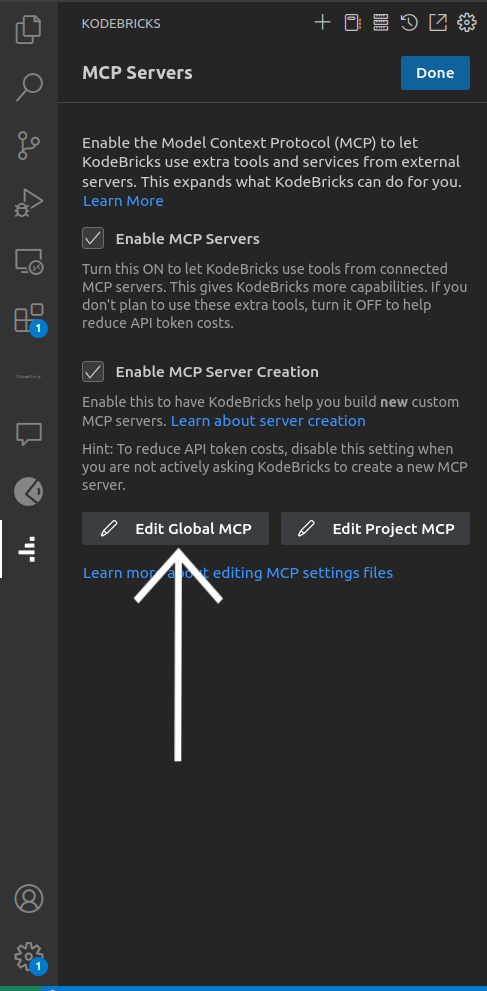 KODEBRICKS
MCP Servers
Done
Enable the Model Context Protocol (MCP) to let
KodeBricks use extra tools and services from external
servers. This expands what KodeBricks can do for you.
Learn More
Enable MCP Servers
Turn this ON to let KodeBricks use tools from connected
MCP servers. This gives KodeBricks more capabilities. If you
don't plan to use these extra tools, turn it OFF to help
reduce API token costs.
1
Enable MCP Server Creation
Enable this to have KodeBricks help you build new custom
MCP servers. Learn about server creation
Hint: To reduce API token costs, disable this setting when
you are not actively asking KodeBricks to create a new MCP
server.
Edit Global MCP
Edit Project MCP
Learn more about editing MCP settings files
1